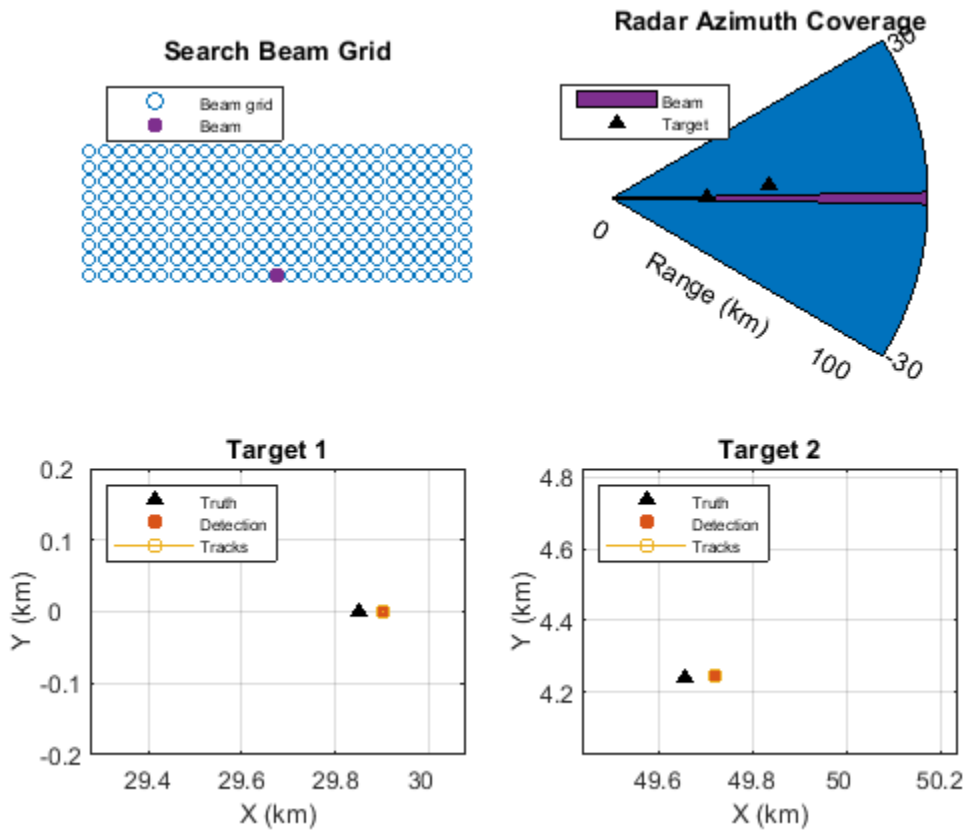 Search Beam Grid
Beam grid
Beam
Radar Azimuth Coverage
Beam
Target
30
0
Range (km)
100
-30
Target 1
Truth
Detection
Tracks
0.2
0.1
0
-0.1
-0.2
Y (km)
29.4
29.6
29.8
30
X (km)
Target 2
Truth
Detection
Tracks
4.8
4.6
4.4
4.2
Y (km)
49.6
49.8
50
50.2
X (km)